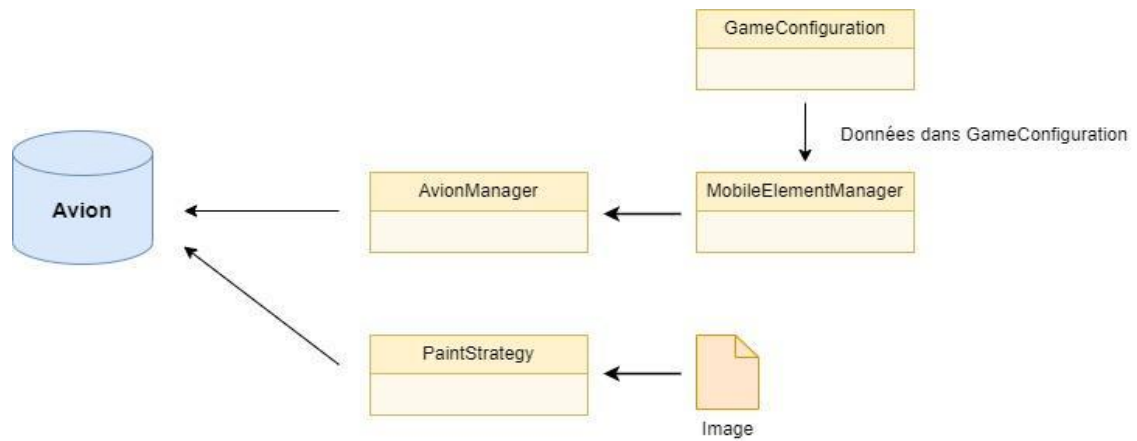 GameConfiguration
Données dans GameConfiguration
Avion
AvionManager
MobileElementManager
PaintStrategy
Image